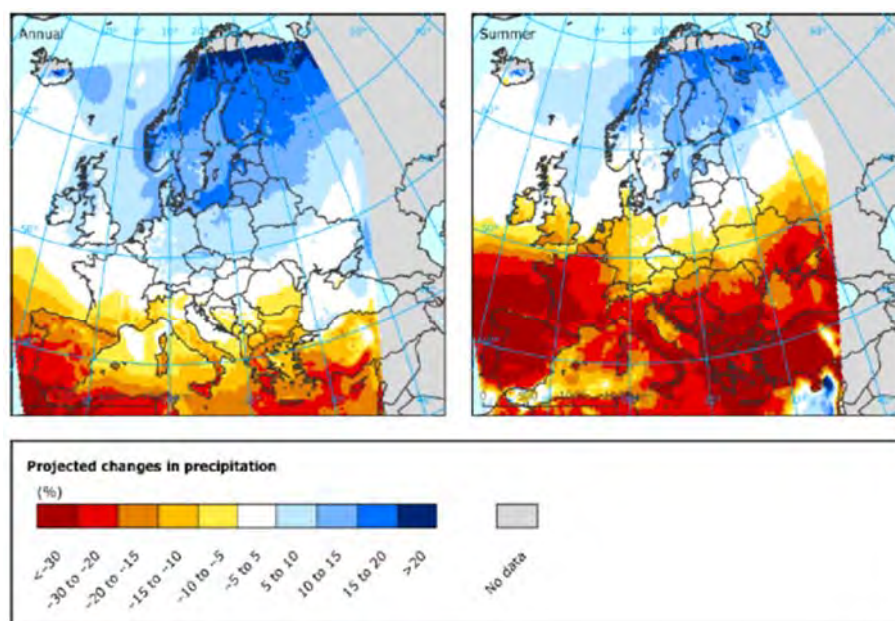 Annual
Summer
Projected changes in precipitation
(%)
<-30
-30 to -20
-20 to -15
-15 to -10
-10 to -5
-5 to 5
5 to 10
10 to 15
15 to 20
>20
No data